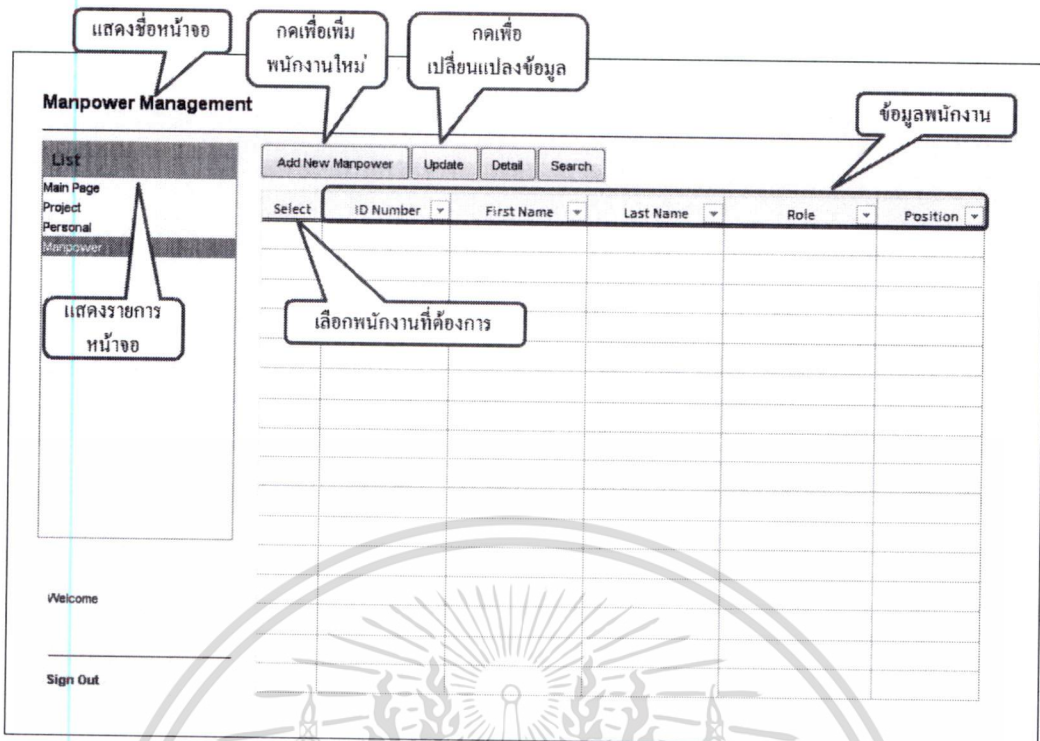 แสดงชื่อหน้าจอ
กดเพื่อเพิ่ม
พนักงานใหม่
กดเพื่อ
เปลี่ยนแปลงข้อมูล
Manpower Management
ข้อมูลพนักงาน
List
Main Page
Project
Personal
Manpower
Add New Manpower Update Detail Search
Select ID Number First Name Last Name Role Position
แสดงรายการ
หน้าจอ
เลือกพนักงานที่ต้องการ
Welcome
Sign Out